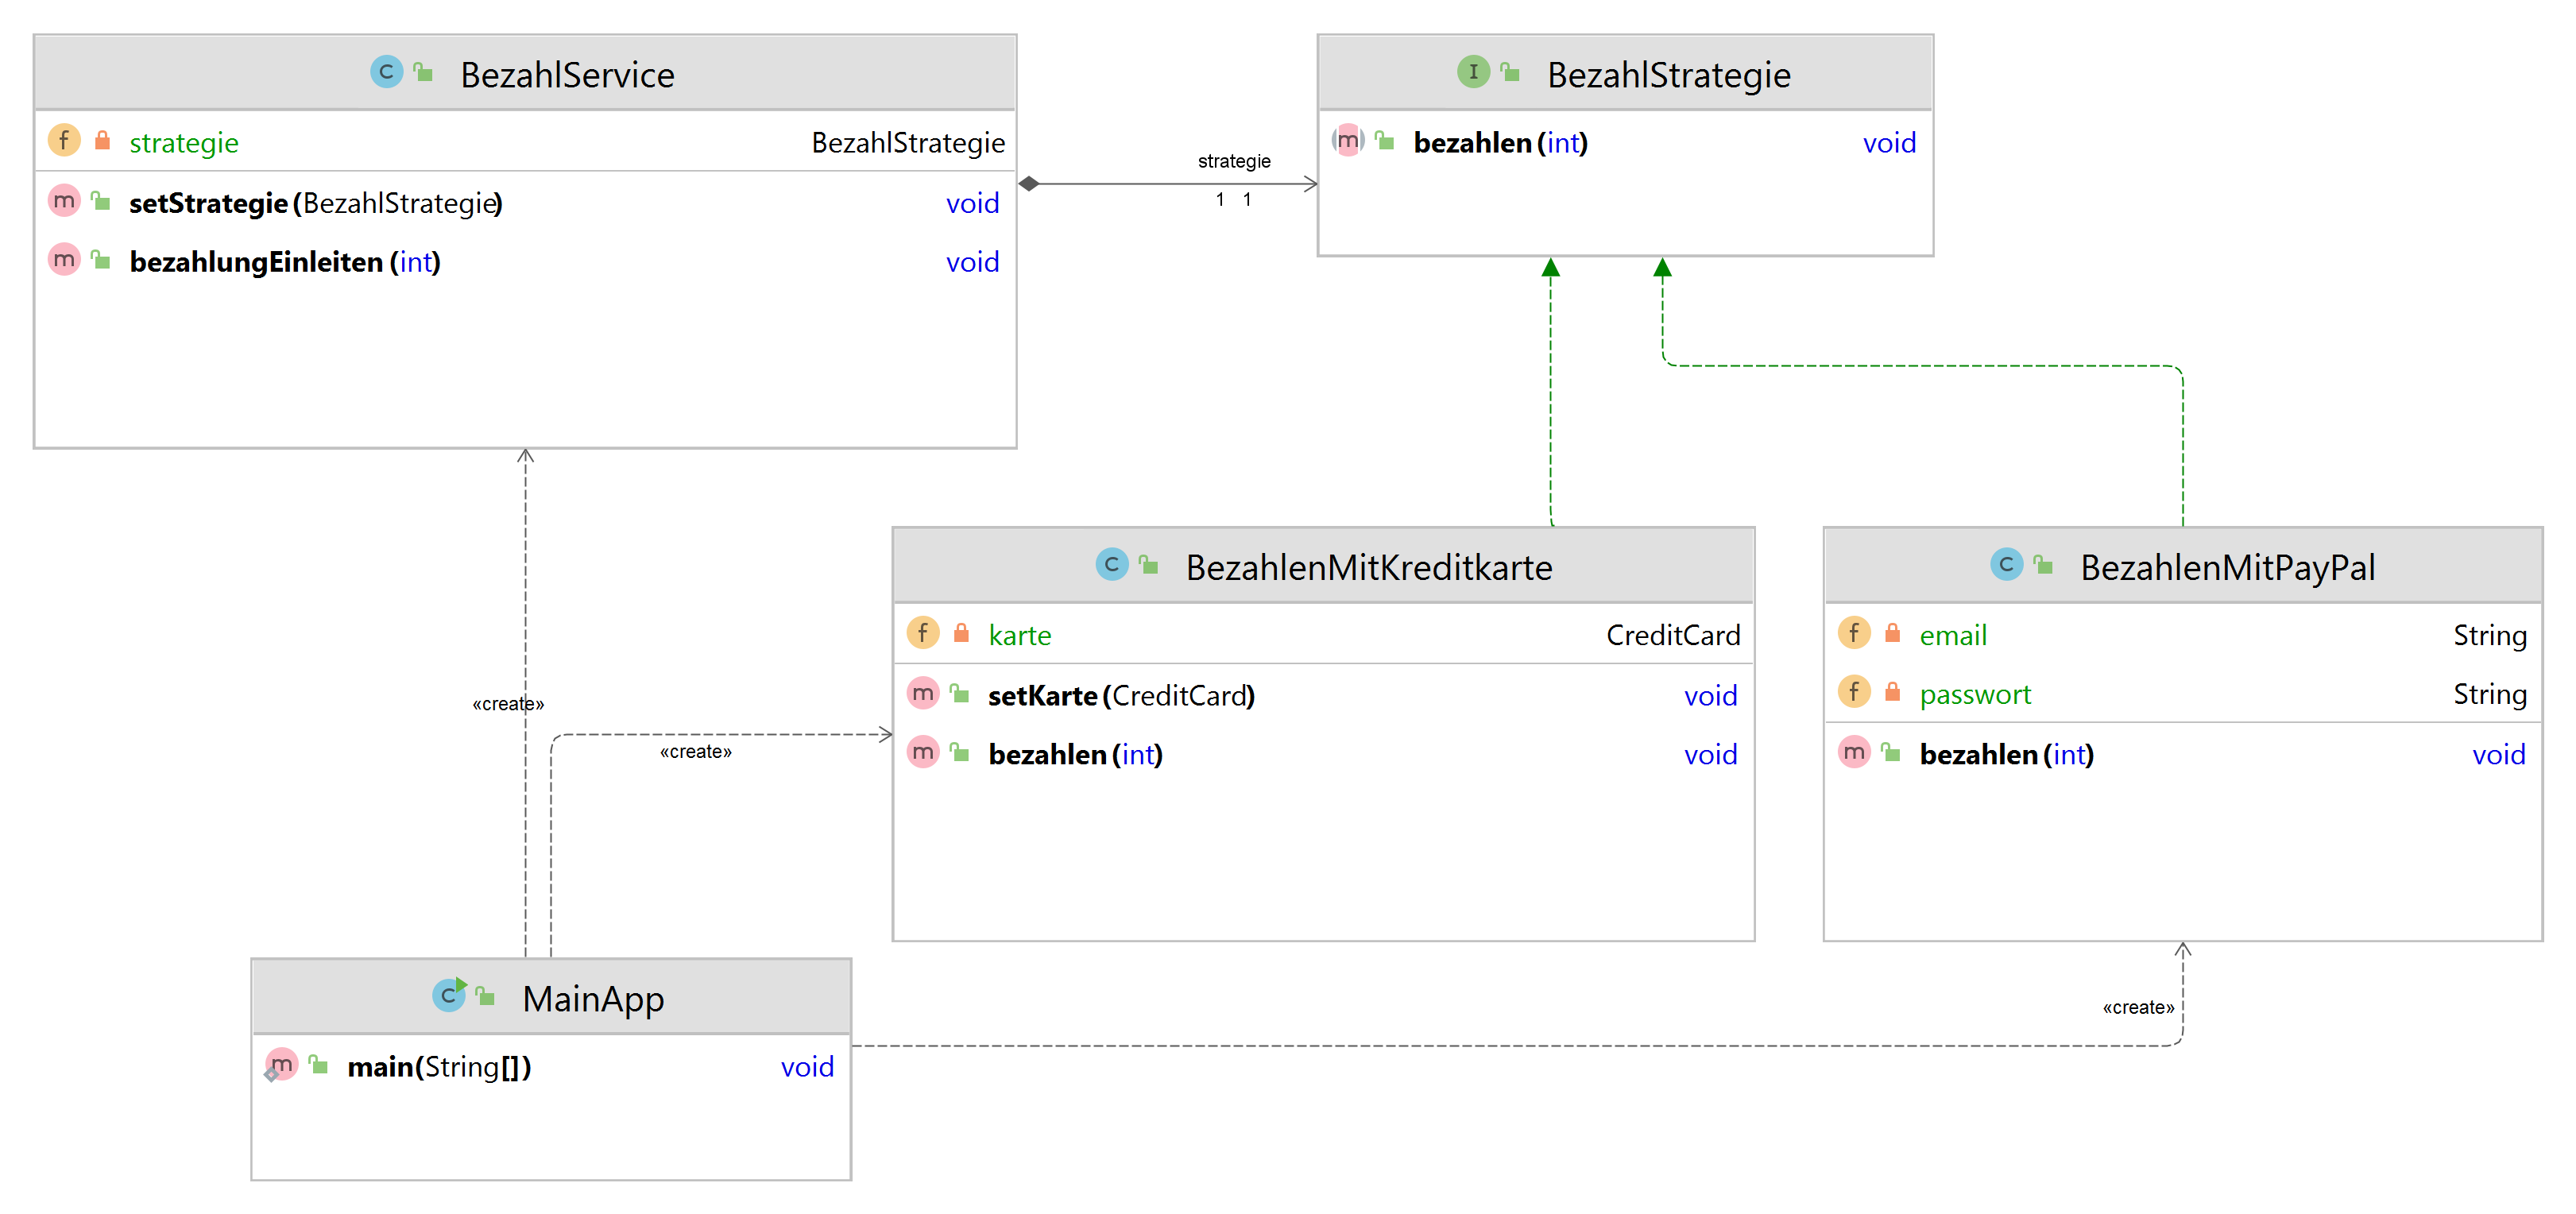 BezahlService
strategie BezahlStrategie
setStrategie(BezahlStrategie) void
bezahlungEinleiten(int) void
strategie
1 1
BezahlStrategie
bezahlen(int) void
BezahlenMitKreditkarte
karte CreditCard
setKarte(CreditCard) void
bezahlen(int) void
BezahlenMitPayPal
email String
passwort String
bezahlen(int) void
«create»
«create»
«create»
MainApp
main(String[]) void